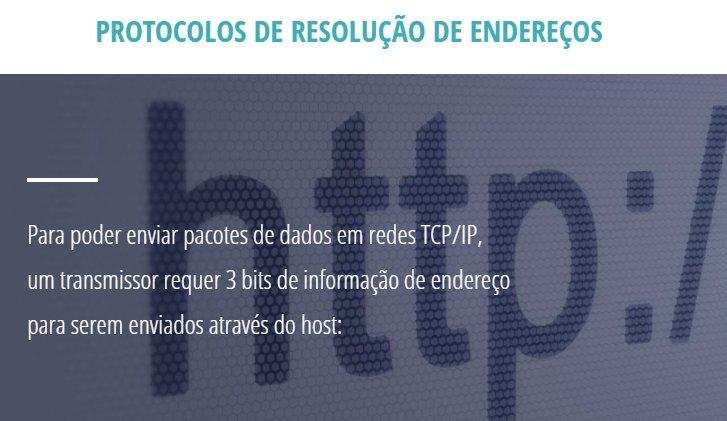 PROTOCOLOS DE RESOLUÇÃO DE ENDEREÇOS
http:/
Para poder enviar pacotes de dados em redes TCP/IP,
um transmissor requer 3 bits de informação de endereço
para serem enviados através do host: